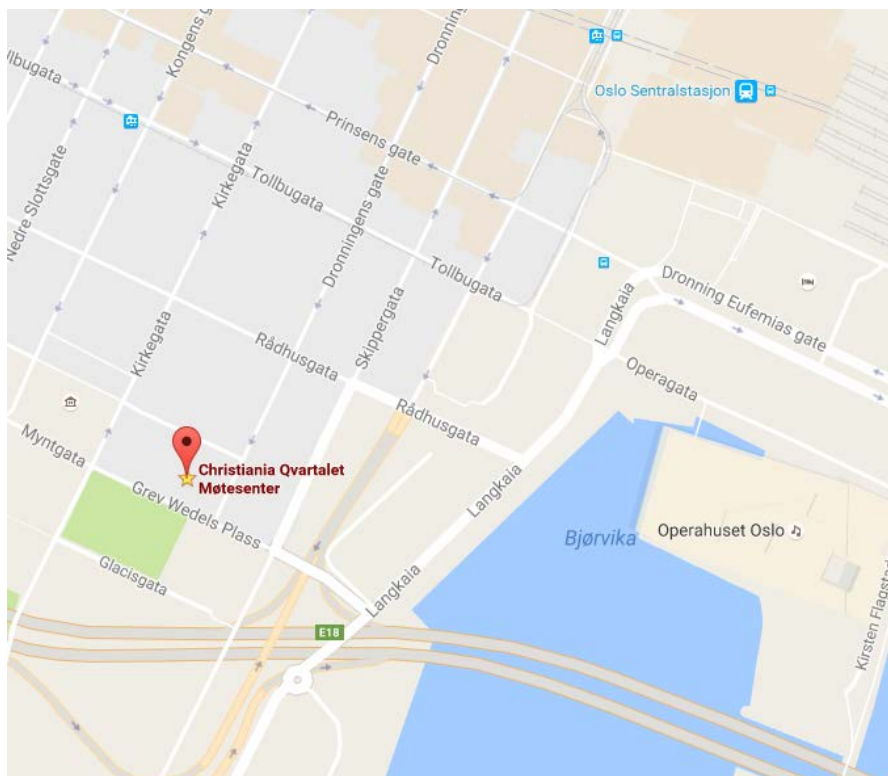 Kongens g
Dronning
Oslo Sentralstasjon
ollbugata
Prinsens gate
Kirkegata
Tollbugata
Nedre Slottsgate
Dronningens gate
Tollbugata
Dronning Eufemias gate
Langkaia
Skippergata
Rådhusgata
Kirkegata
Operagata
Rådhusgata
Myntgata
Christiania Qvartalet
Møtesenter
Langkaia
Grev Wedels Plass
Bjørvika
Operahuset Oslo
Glacisgata
Langkaia
E18
Kirsten Flagstad